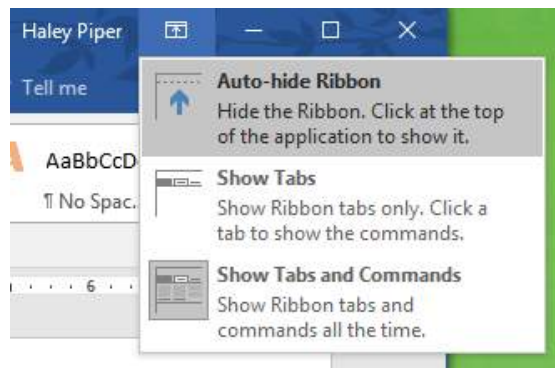 Haley Piper
Tell me
AaBbCcD
¶ No Spac...
6
Auto-hide Ribbon
Hide the Ribbon. Click at the top
of the application to show it.
Show Tabs
Show Ribbon tabs only. Click a
tab to show the commands.
Show Tabs and Commands
Show Ribbon tabs and
commands all the time.